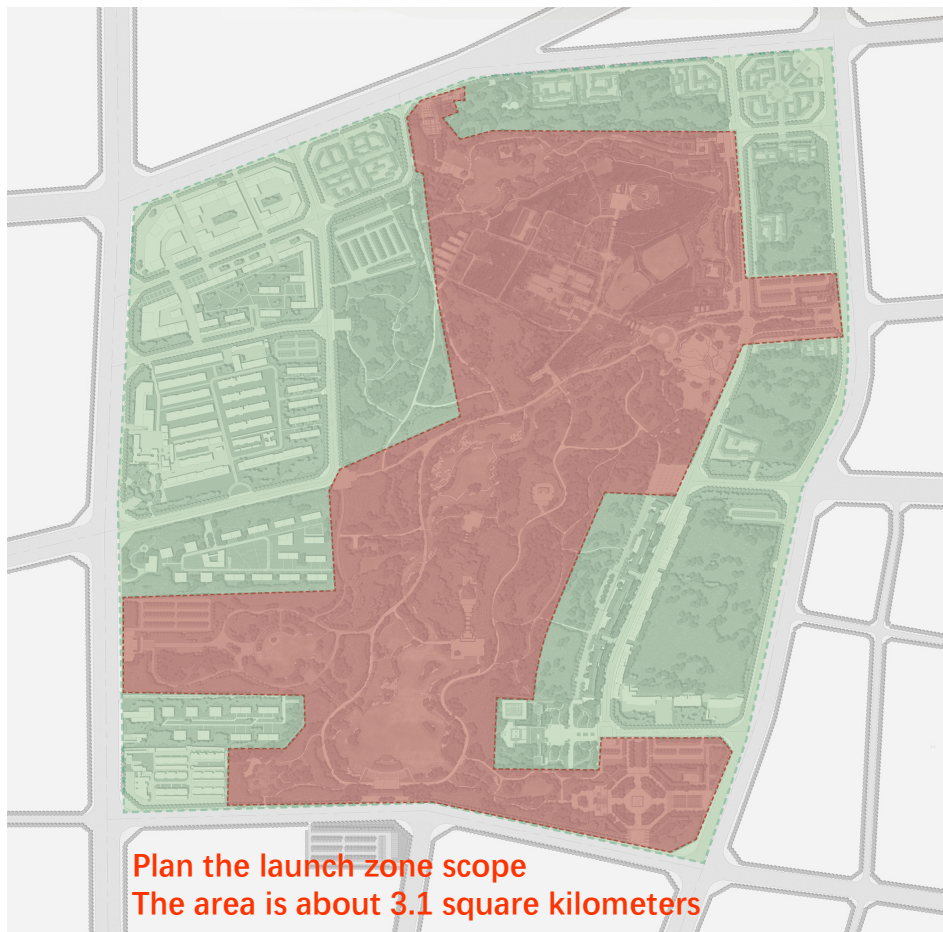 Plan the launch zone scope
The area is about 3.1 square kilometers